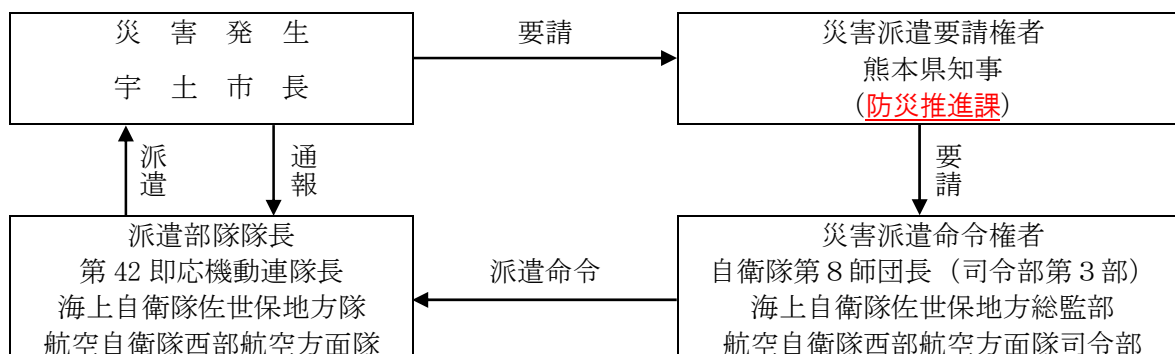 災 害 発 生
宇 土 市 長
要請
災害派遣要請権者
熊本県知事
(防災推進課)
派遣
通報
要請
派遣部隊隊長
第 42 即応機動連隊長
海上自衛隊佐世保地方隊
航空自衛隊西部航空方面隊
派遣命令
災害派遣命令権者
自衛隊第８師団長（司令部第３部）
海上自衛隊佐世保地方総監部
航空自衛隊西部航空方面隊司令部